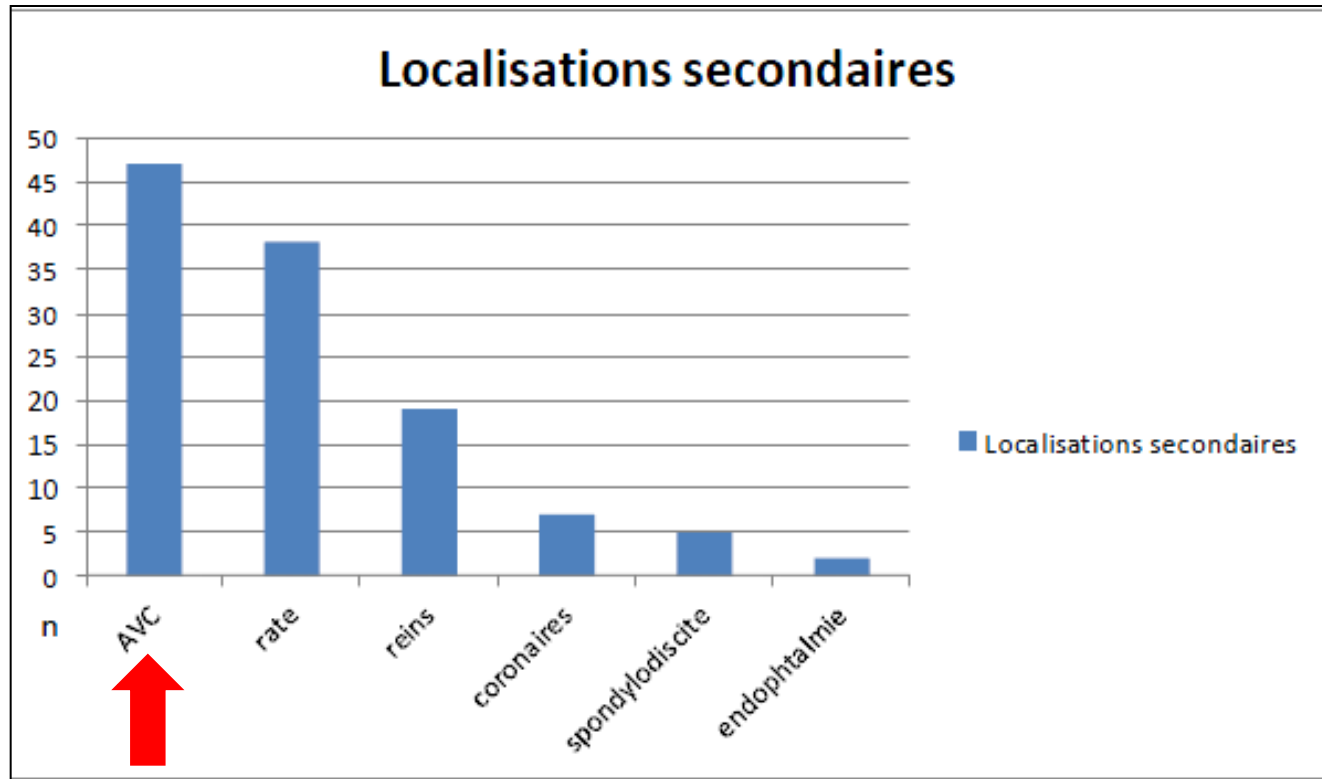 Localisations secondaires
50
45
40
35
30
25
20
15
10
5
0
n
AVC
rate
reins
coronaires
spondylodiscite
endophtalmie
Localisations secondaires